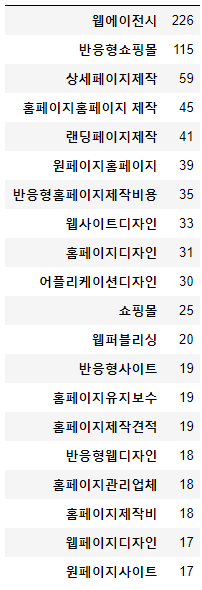 웹에이전시 226
반응형쇼핑몰 115
상세페이지제작 59
홈페이지홈페이지 제작 45
랜딩페이지제작 41
원페이지홈페이지 39
반응형홈페이지제작비용 35
웹사이트디자인 33
홈페이지디자인 31
어플리케이션디자인 30
쇼핑몰 25
웹퍼블리싱 20
반응형사이트 19
홈페이지유지보수 19
홈페이지제작견적 19
반응형웹디자인 18
홈페이지관리업체 18
홈페이지제작비 18
웹페이지디자인 17
원페이지사이트 17